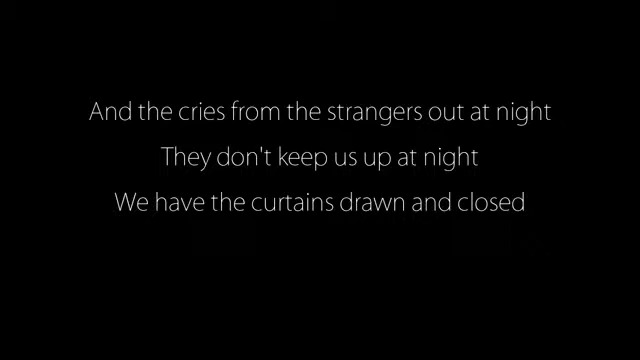 And the cries from the strangers out at night
They don't keep us up at night
We have the curtains drawn and closed